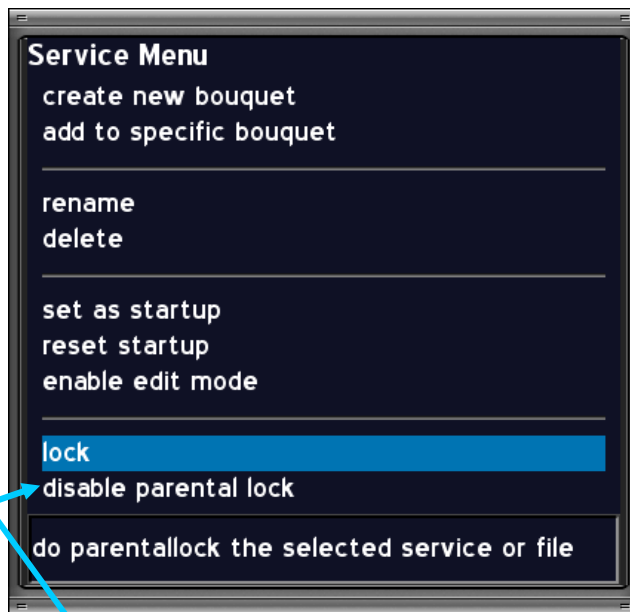 Service Menu
create new bouquet
add to specific bouquet
rename
delete
set as startup
reset startup
enable edit mode
lock
disable parental lock
do parentallock the selected service or file